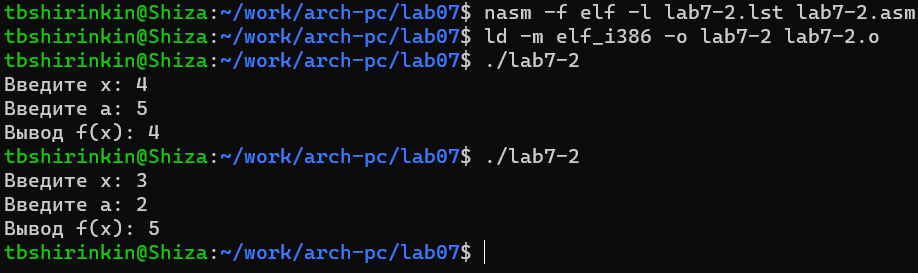 tbshirinkin@Shiza:~/work/arch-pc/lab07$ nasm -f elf -l lab7-2.lst lab7-2.asm
tbshirinkin@Shiza:~/work/arch-pc/lab07$ ld -m elf_i386 -o lab7-2 lab7-2.o
tbshirinkin@Shiza:~/work/arch-pc/lab07$ ./lab7-2
Введите x: 4
Введите a: 5
Вывод f(x): 4
tbshirinkin@Shiza:~/work/arch-pc/lab07$ ./lab7-2
Введите x: 3
Введите a: 2
Вывод f(x): 5
tbshirinkin@Shiza:~/work/arch-pc/lab07$